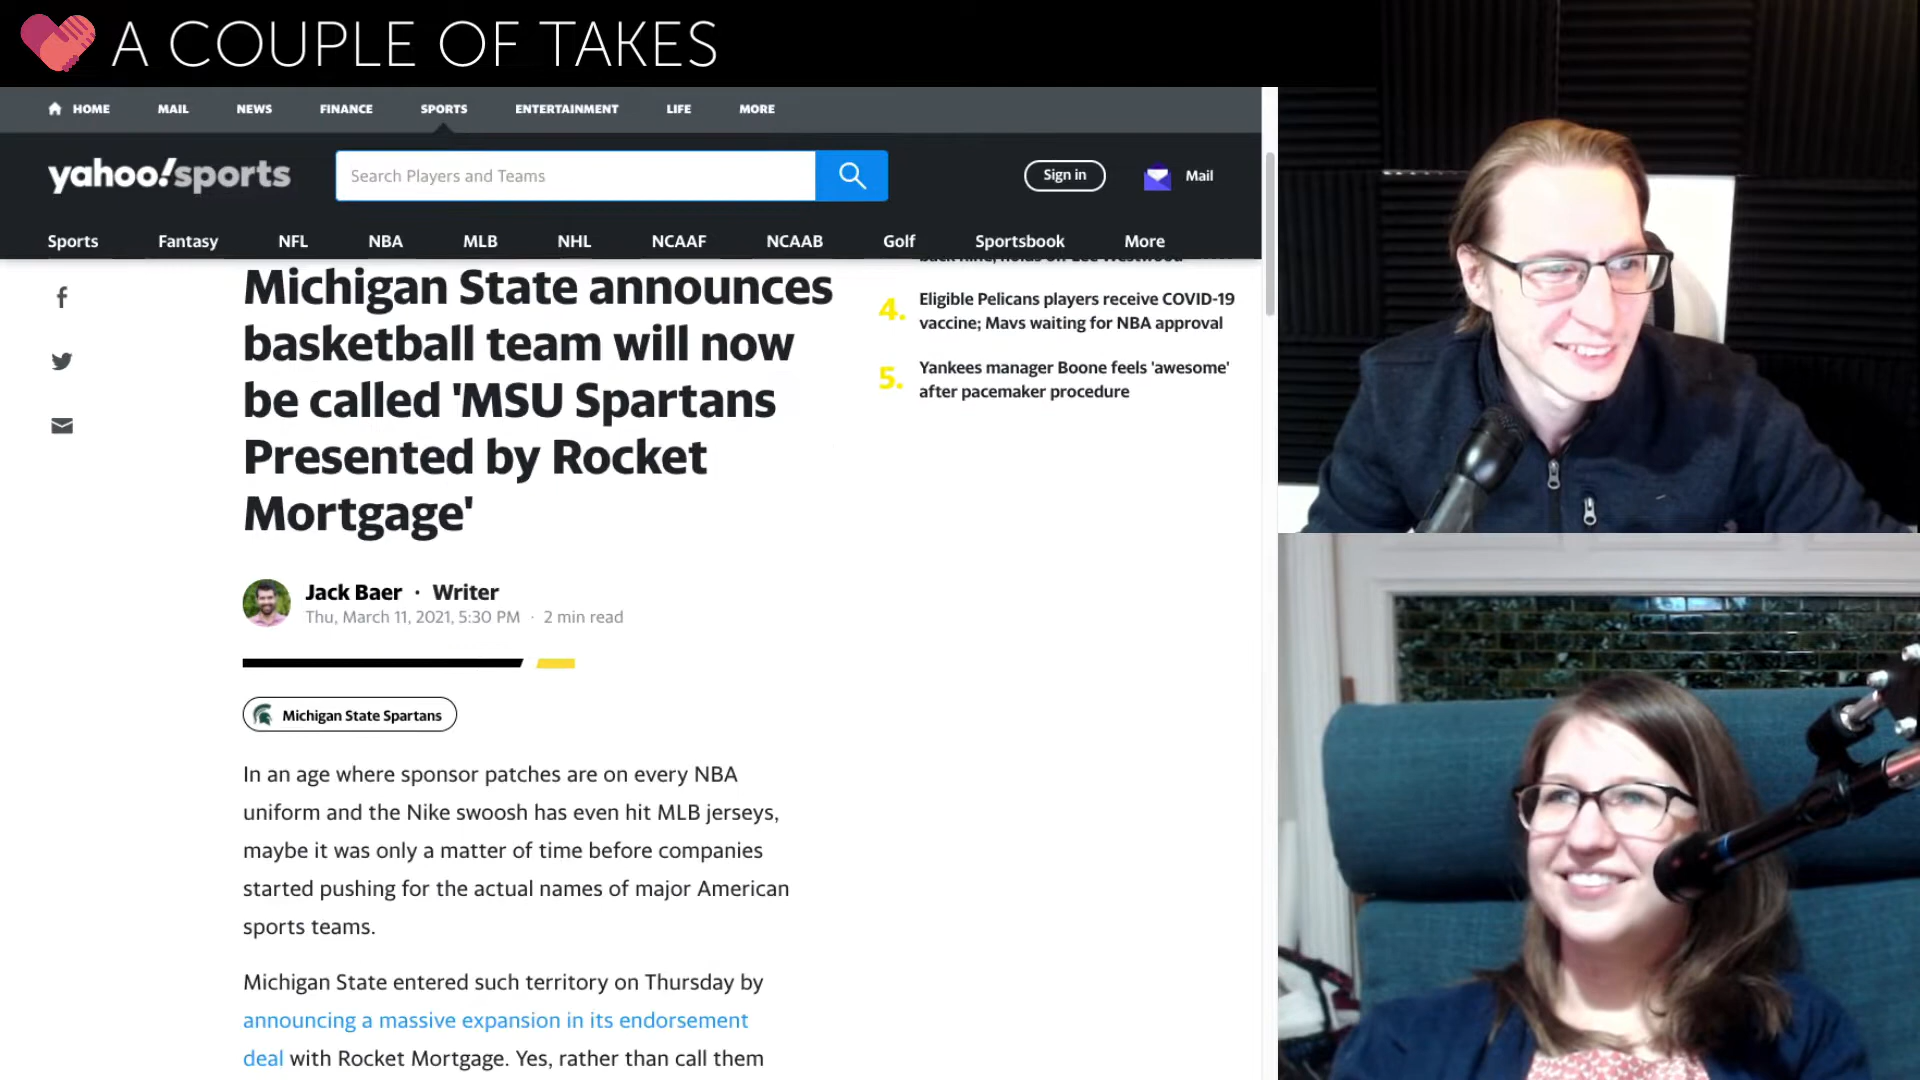 A COUPLE OF TAKES
HOME MAIL NEWS FINANCE SPORTS ENTERTAINMENT LIFE MORE
yahoo!sports Search Players and Teams Sign in Mail
Sports Fantasy NFL NBA MLB NHL NCAAF NCAAB Golf Sportsbook More
Michigan State announces
basketball team will now
be called 'MSU Spartans
Presented by Rocket
Mortgage'
Jack Baer · Writer
Thu, March 11, 2021, 5:30 PM · 2 min read
Michigan State Spartans
In an age where sponsor patches are on every NBA
uniform and the Nike swoosh has even hit MLB jerseys,
maybe it was only a matter of time before companies
started pushing for the actual names of major American
sports teams.
Michigan State entered such territory on Thursday by
announcing a massive expansion in its endorsement
deal with Rocket Mortgage. Yes, rather than call them
4. Eligible Pelicans players receive COVID-19
vaccine; Mavs waiting for NBA approval
5. Yankees manager Boone feels 'awesome'
after pacemaker procedure